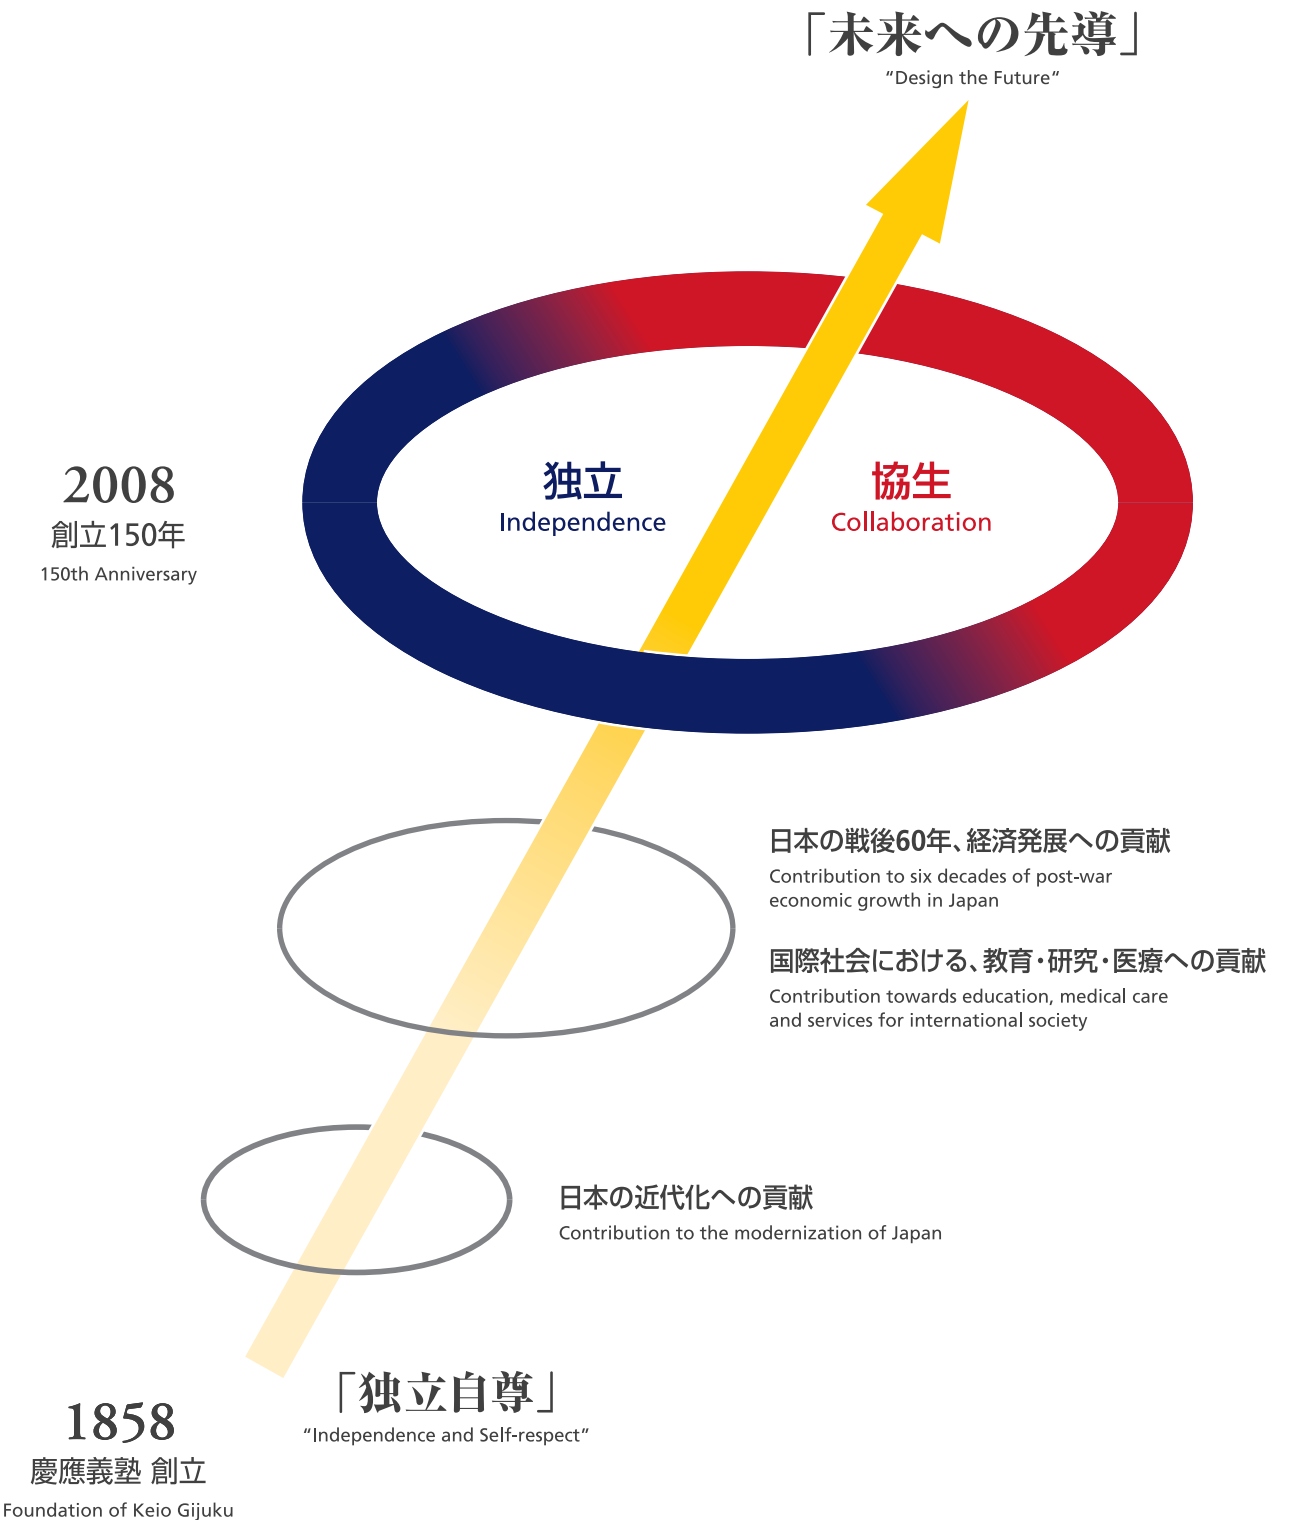 「未来への先導」
“Design the Future“
2008
創立150年
150th Anniversary
独立
Independence
協生
Collaboration
日本の戦後60年、経済発展への貢献
Contribution to six decades of post-war
economic growth in Japan
国際社会における、教育・研究・医療への貢献
Contribution towards education, medical care
and services for international society
日本の近代化への貢献
Contribution to the modernization of Japan
「独立自尊」
“Independence and Self-respect”
1858
慶應義塾 創立
Foundation of Keio Gijuku